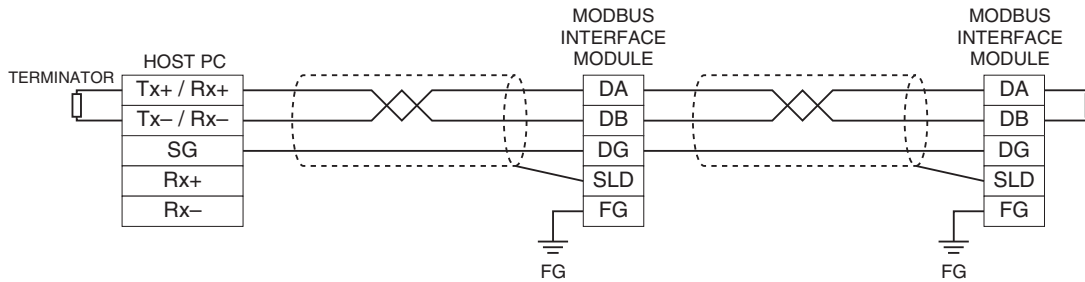 MODBUS
INTERFACE
MODULE
MODBUS
INTERFACE
MODULE
HOST PC
TERMINATOR
Tx+ / Rx+
Tx– / Rx–
SG
Rx+
Rx–
DA
DB
DG
SLD
FG
FG
DA
DB
DG
SLD
FG
FG